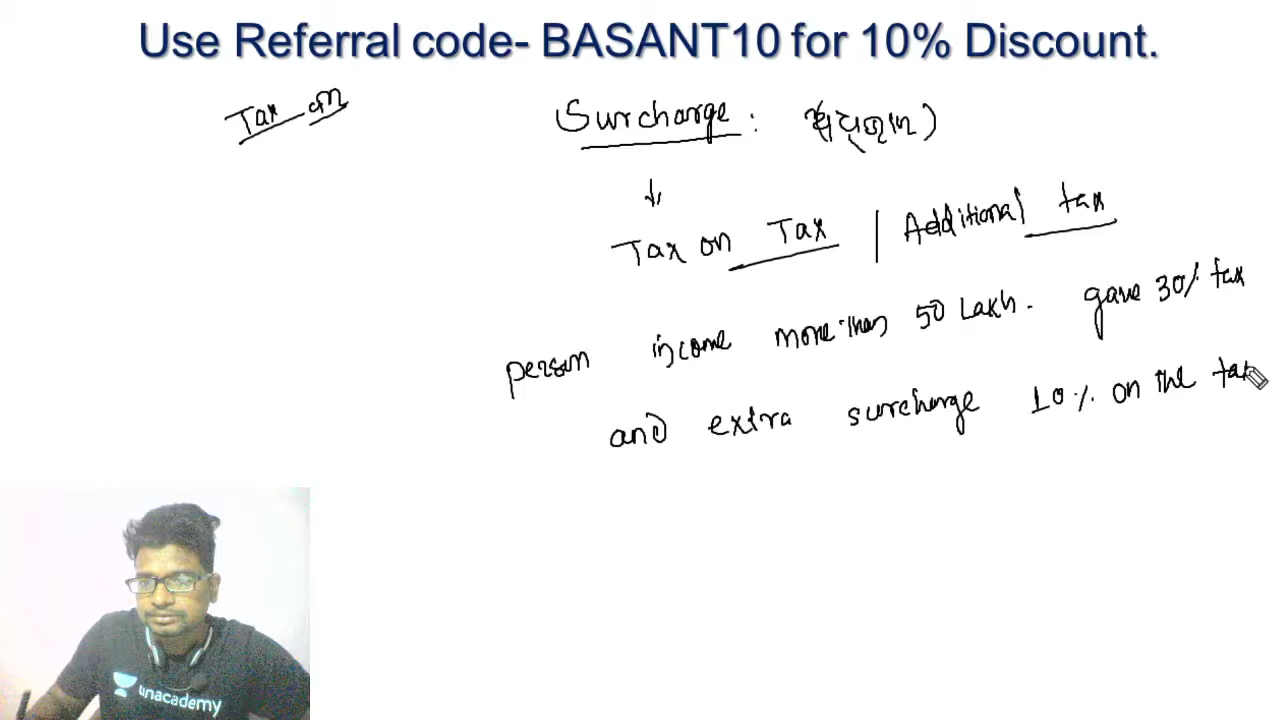 Use Referral code- BASANT10 for 10% Discount.
Tax on
Surcharge :
Tax on Tax | Additional tax
person income more than 50 Lakh. gave 30% tax
and extra surcharge 10% on the tax
unacademy